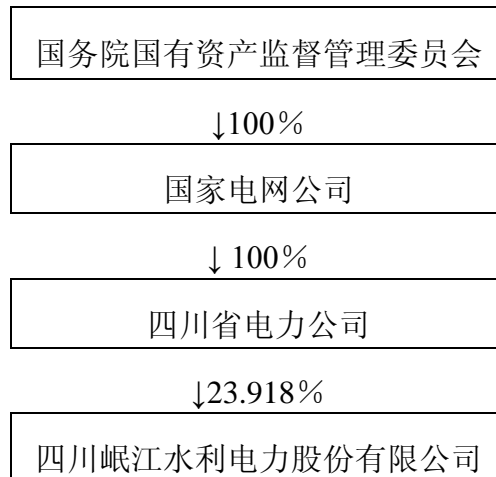 国务院国有资产监督管理委员会
↓100％
国家电网公司
↓ 100％
四川省电力公司
↓23.918％
四川岷江水利电力股份有限公司